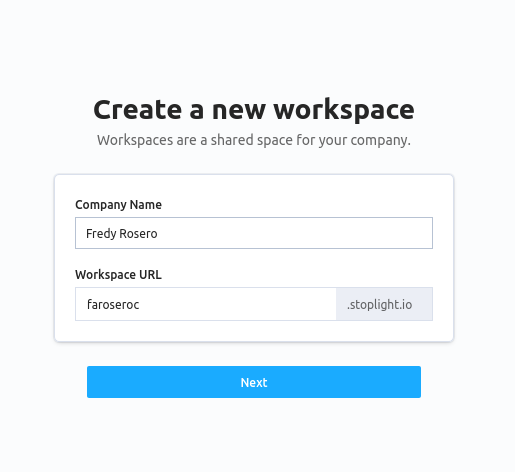 Create a new workspace
Workspaces are a shared space for your company.
Company Name
Fredy Rosero
Workspace URL
faroseroc .stoplight.io
Next